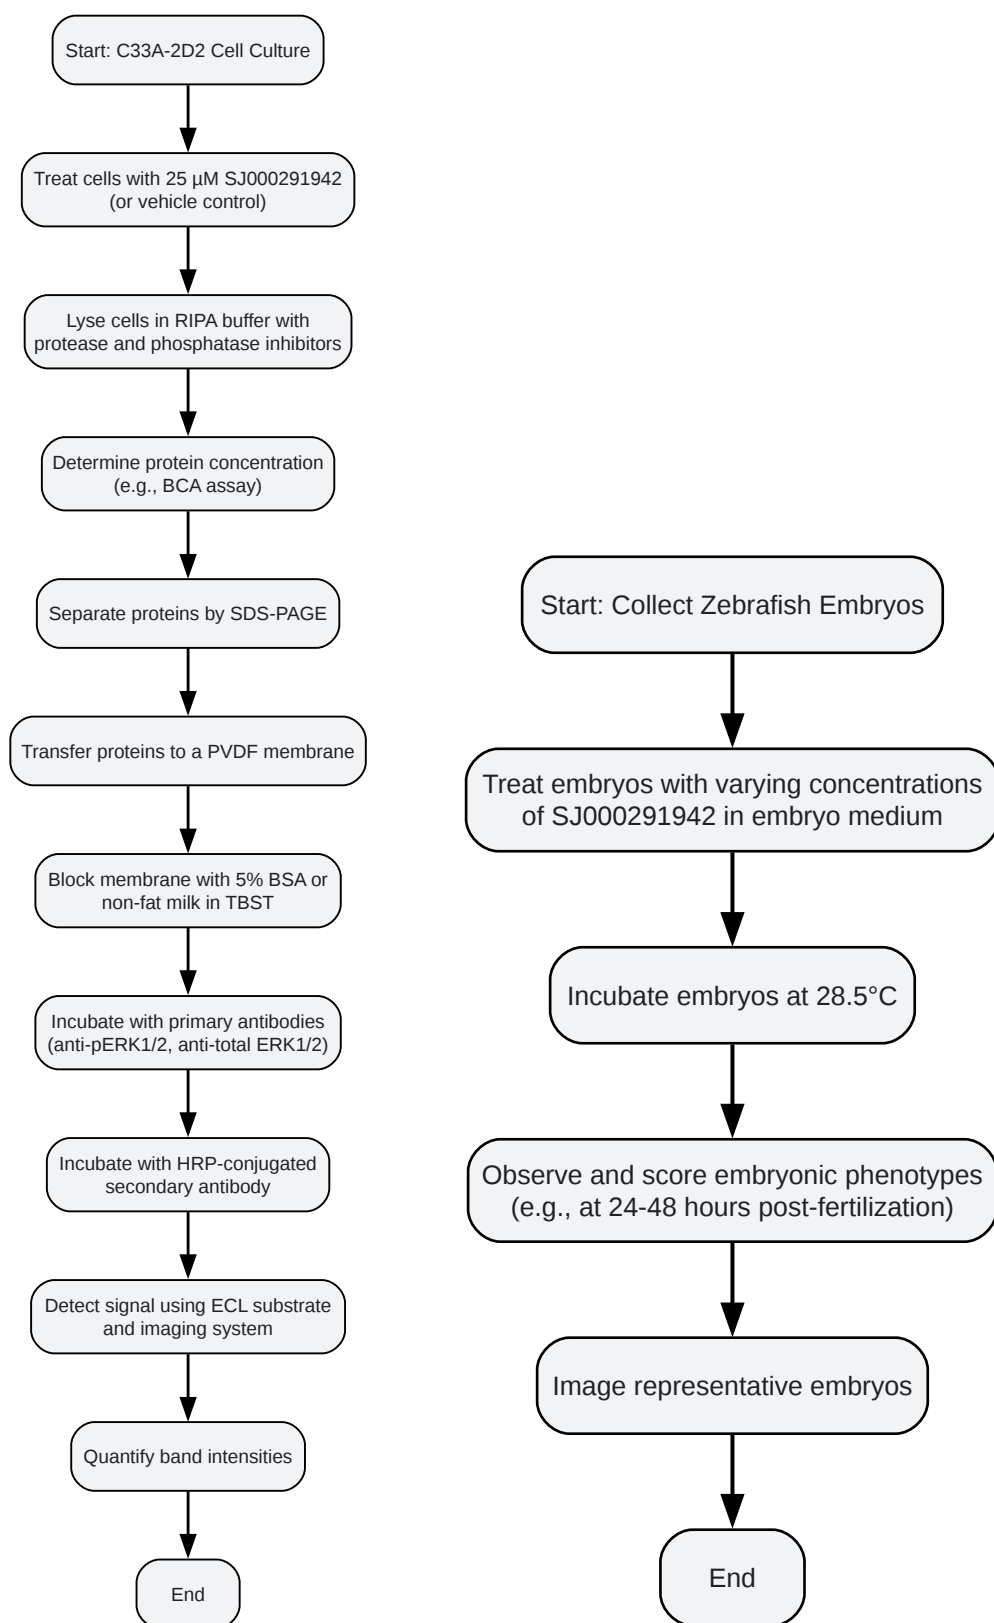 Start: C33A-2D2 Cell Culture
Treat cells with 25 µM SJ000291942
(or vehicle control)
Lyse cells in RIPA buffer with
protease and phosphatase inhibitors
Determine protein concentration
(e.g., BCA assay)
Separate proteins by SDS-PAGE
Transfer proteins to a PVDF membrane
Block membrane with 5% BSA or
non-fat milk in TBST
Incubate with primary antibodies
(anti-pERK1/2, anti-total ERK1/2)
Incubate with HRP-conjugated
secondary antibody
Detect signal using ECL substrate
and imaging system
Quantify band intensities
End
Start: Collect Zebrafish Embryos
Treat embryos with varying concentrations
of SJ000291942 in embryo medium
Incubate embryos at 28.5°C
Observe and score embryonic phenotypes
(e.g., at 24-48 hours post-fertilization)
Image representative embryos
End